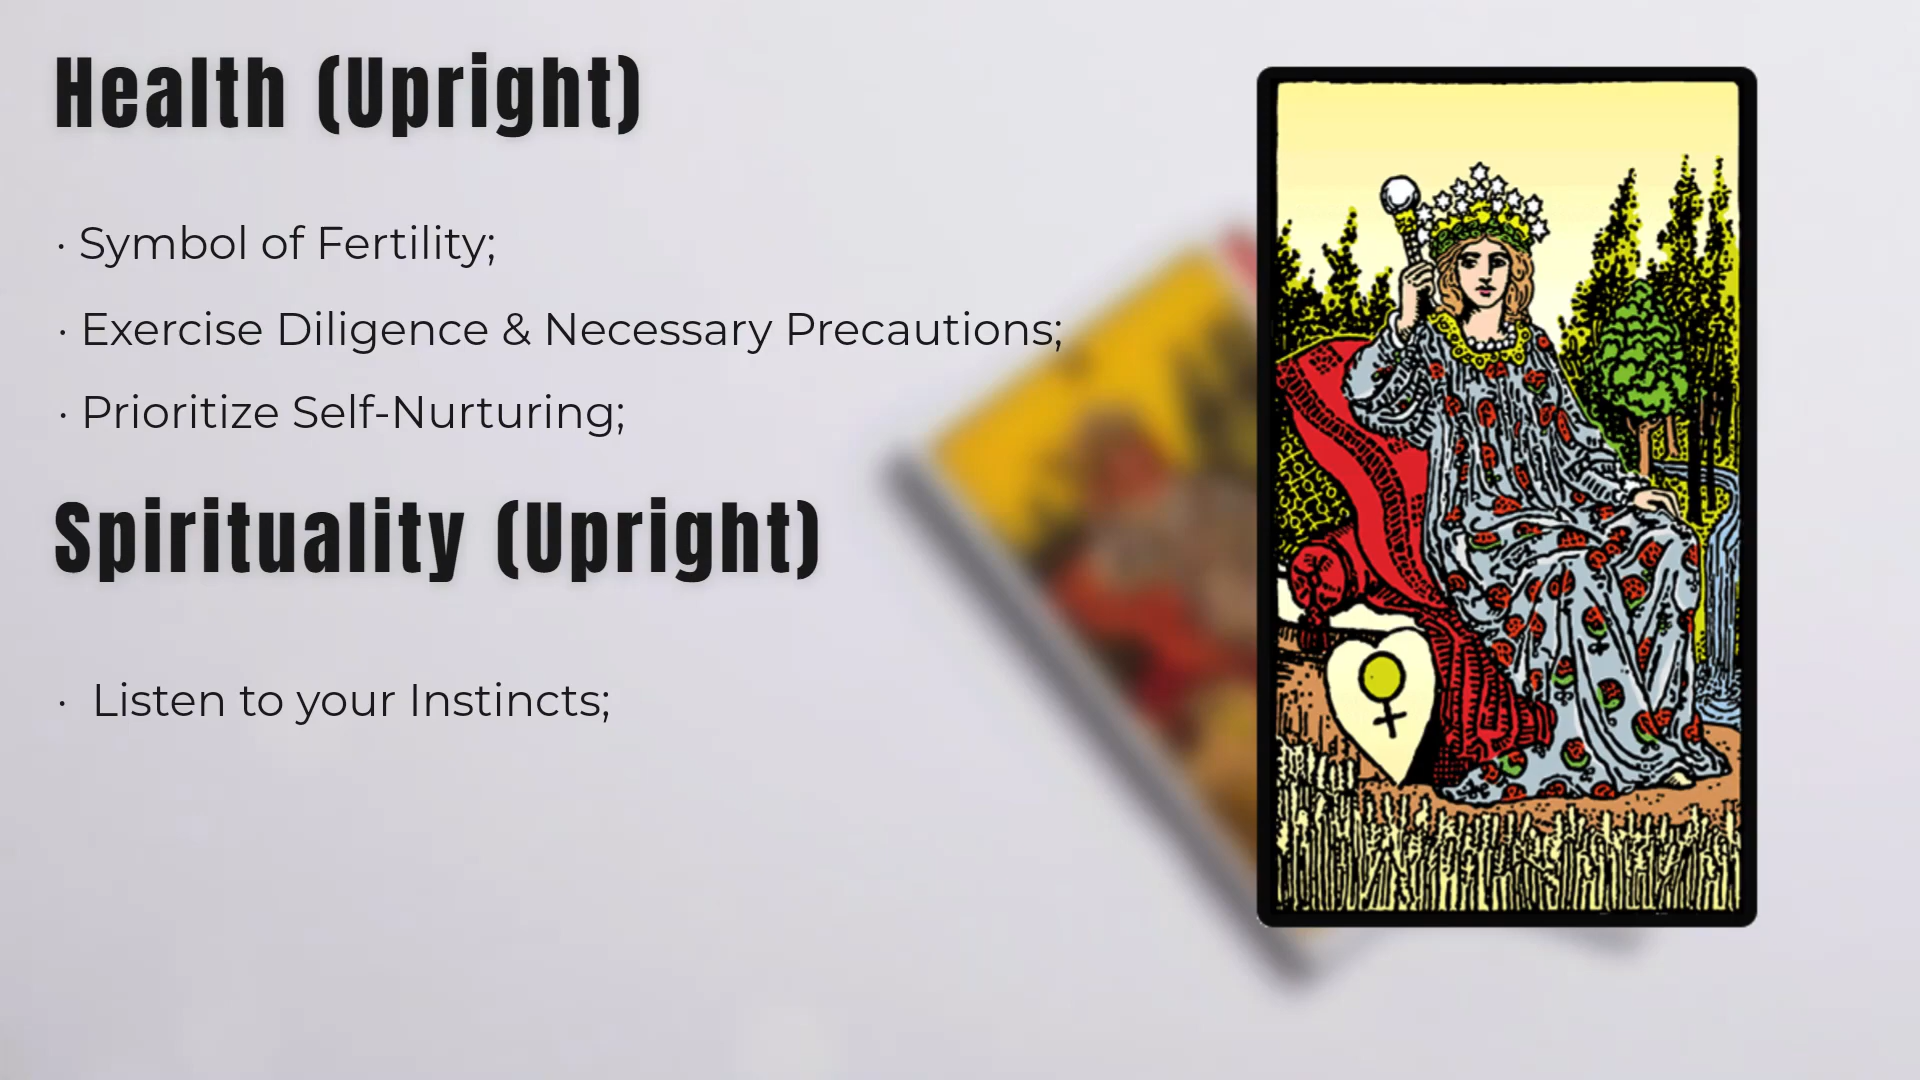 Health (Upright)
· Symbol of Fertility;
· Exercise Diligence & Necessary Precautions;
· Prioritize Self-Nurturing;
Spirituality (Upright)
· Listen to your Instincts;